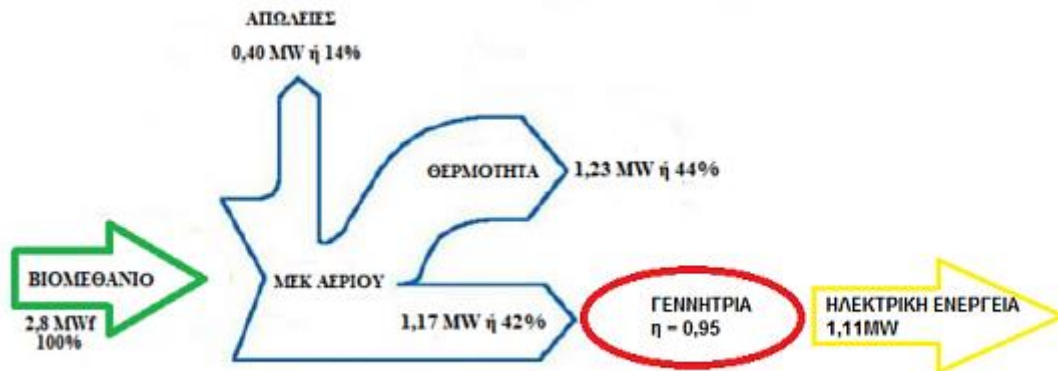 ΑΠΩΛΕΙΕΣ
0,40 MW ή 14%
ΘΕΡΜΟΤΗΤΑ
1,23 MW ή 44%
ΒΙΟΜΕΘΑΝΙΟ
2,8 MWf
100%
ΜΕΚ ΑΕΡΙΟΥ
1,17 MW ή 42%
ΓΕΝΝΗΤΡΙΑ
η = 0,95
ΗΛΕΚΤΡΙΚΗ ΕΝΕΡΓΕΙΑ
1,11MW